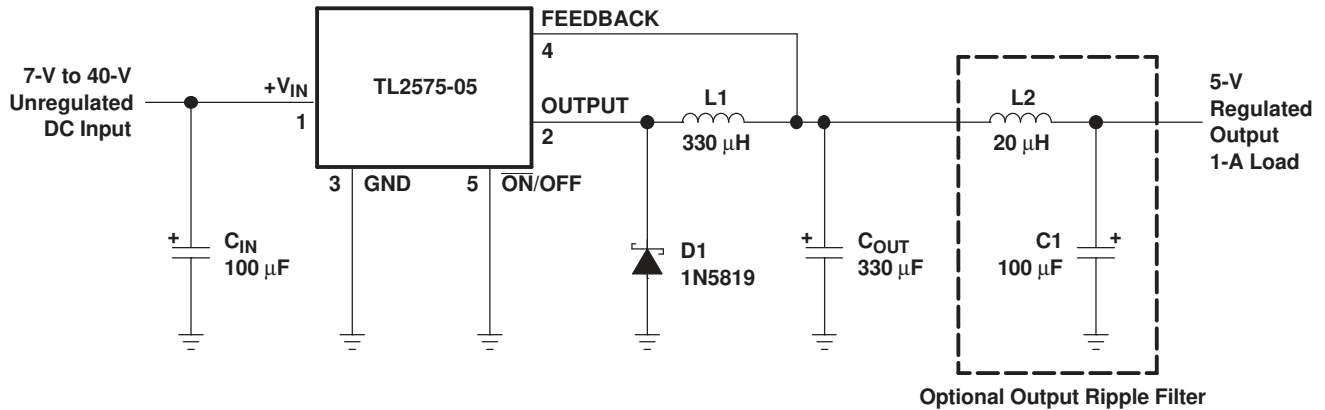 FEEDBACK
4
7-V to 40-V
Unregulated
DC Input
+VIN
1
TL2575-05
OUTPUT
2
L1
330 μH
L2
20 μH
5-V
Regulated
Output
1-A Load
3 GND
5 ON/OFF
+
CIN
100 μF
D1
1N5819
+
COUT
330 μF
C1
100 μF
+
Optional Output Ripple Filter